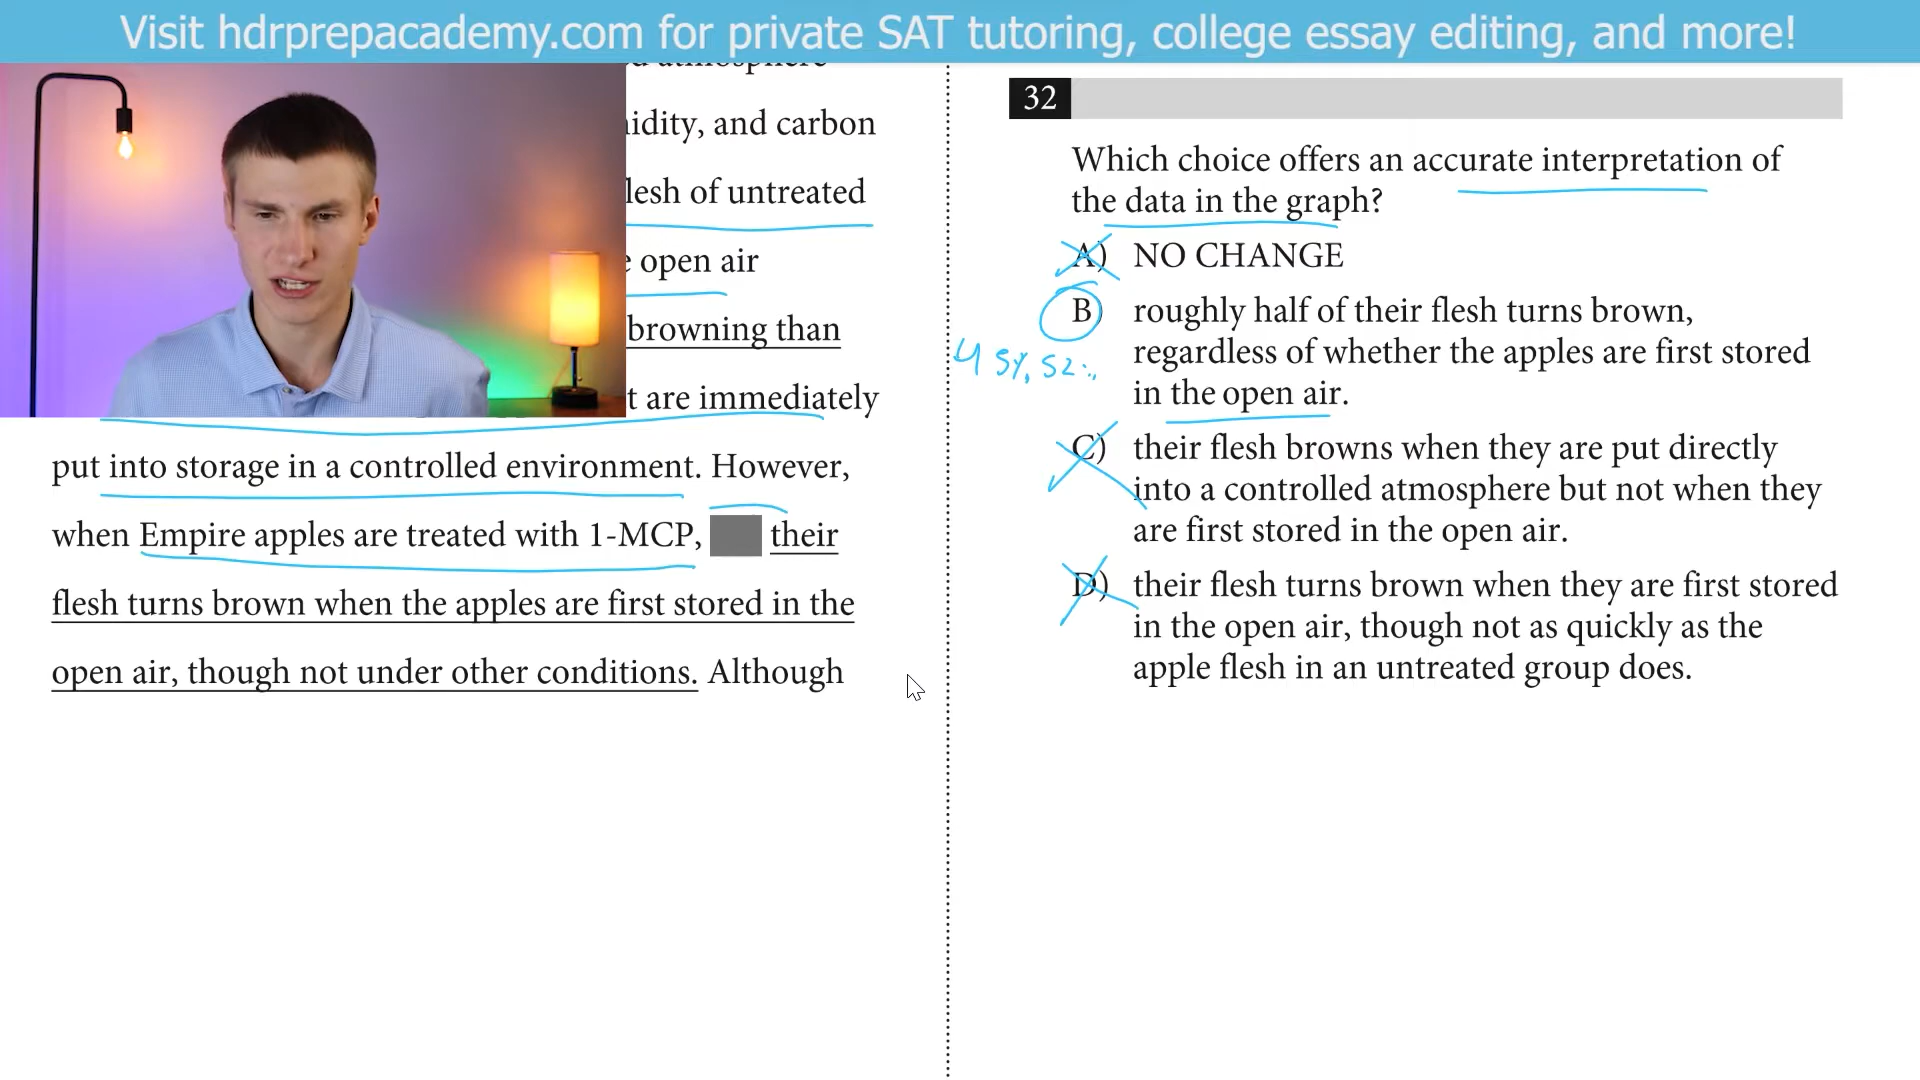 Visit hdrprepacademy.com for private SAT tutoring, college essay editing, and more!
idity, and carbon
lesh of untreated
open air
browning than
t are immediately
put into storage in a controlled environment. However,
when Empire apples are treated with 1-MCP, their
flesh turns brown when the apples are first stored in the
open air, though not under other conditions. Although
32
Which choice offers an accurate interpretation of
the data in the graph?
A) NO CHANGE
B) roughly half of their flesh turns brown,
regardless of whether the apples are first stored
in the open air.
C) their flesh browns when they are put directly
into a controlled atmosphere but not when they
are first stored in the open air.
D) their flesh turns brown when they are first stored
in the open air, though not as quickly as the
apple flesh in an untreated group does.